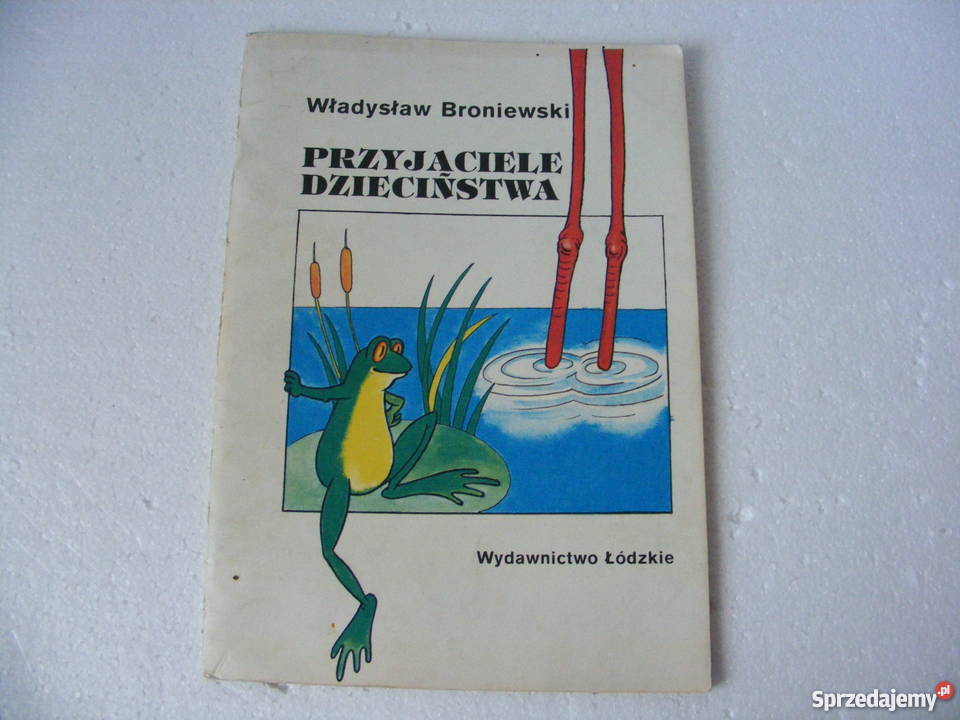 Władysław Broniewski
PRZYJACIELE
DZIECIŃSTWA
Wydawnictwo Łódzkie
Sprzedajemy.pl